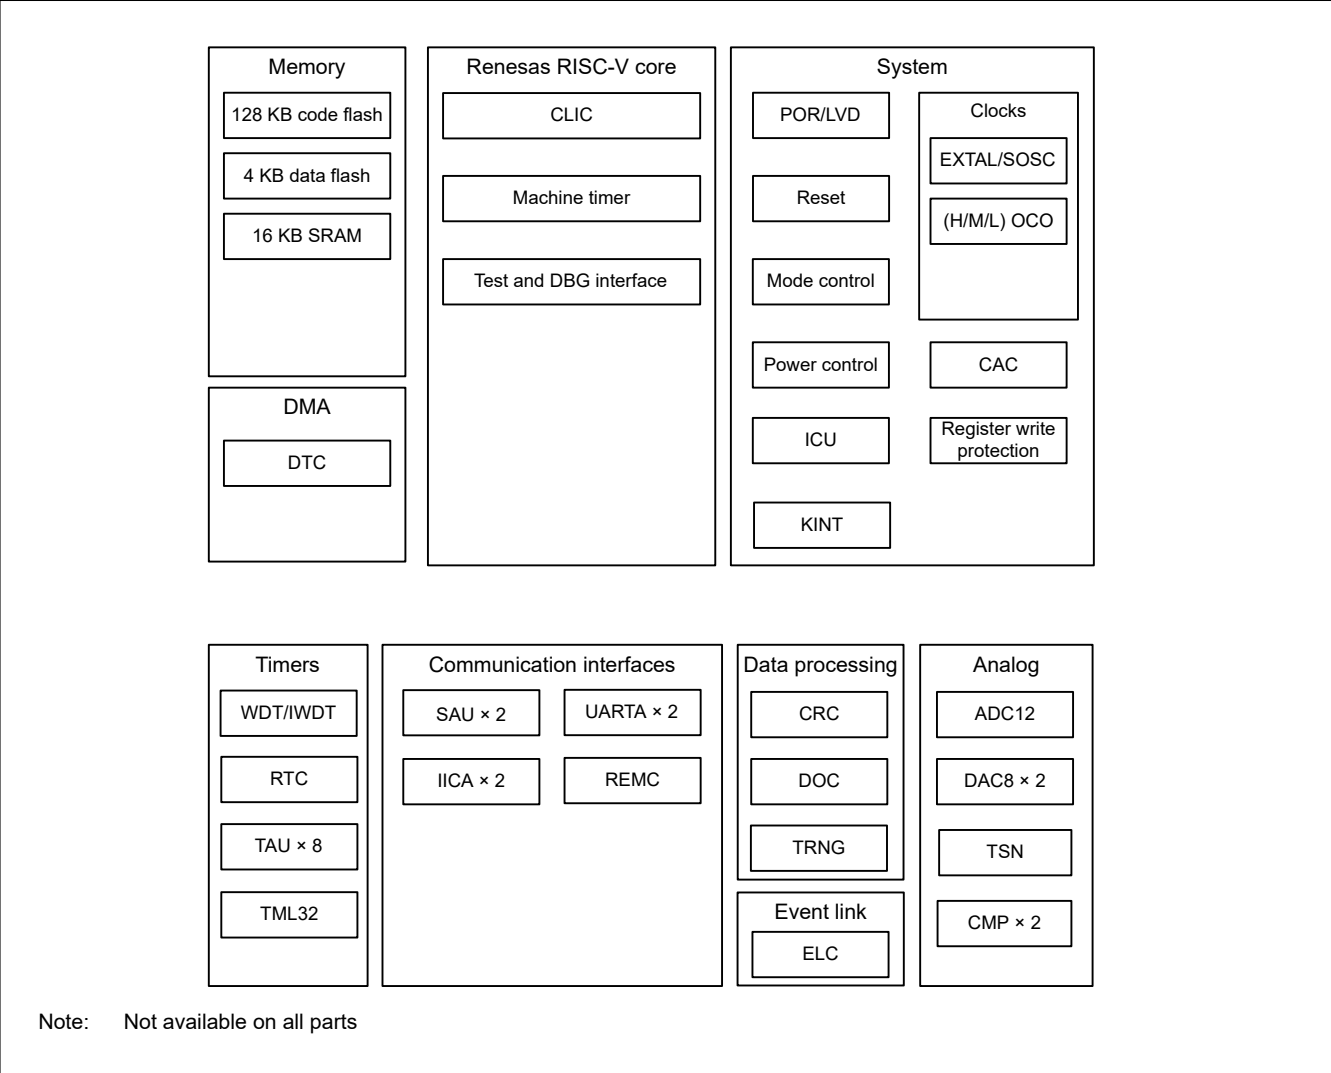 Memory
128 KB code flash
4 KB data flash
16 KB SRAM
DMA
DTC
Renesas RISC-V core
CLIC
Machine timer
Test and DBG interface
System
POR/LVD
Reset
Mode control
Power control
ICU
KINT
Clocks
EXTAL/SOSC
(H/M/L) OCO
CAC
Register write
protection
Timers
WDT/IWDT
RTC
TAU × 8
TML32
Communication interfaces
SAU × 2
UARTA × 2
IICA × 2
REMC
Data processing
CRC
DOC
TRNG
Event link
ELC
Analog
ADC12
DAC8 × 2
TSN
CMP × 2
Note: Not available on all parts